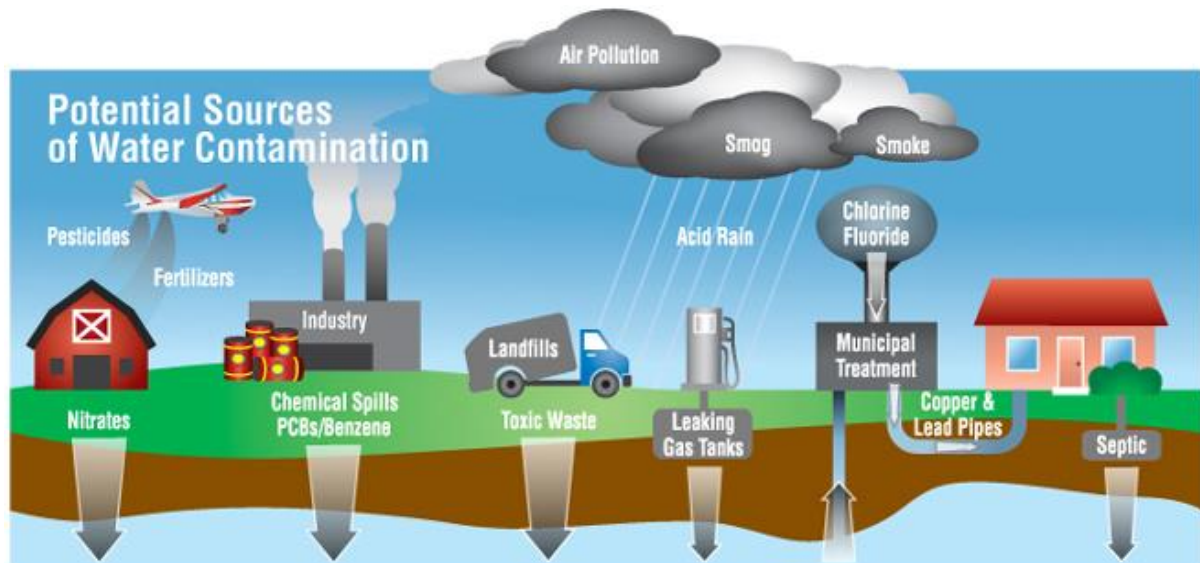 Potential Sources
of Water Contamination
Air Pollution
Smog
Smoke
Pesticides
Fertilizers
Acid Rain
Chlorine
Fluoride
Industry
Landfills
Municipal
Treatment
Nitrates
Chemical Spills
PCBs/Benzene
Toxic Waste
Leaking
Gas Tanks
Copper &
Lead Pipes
Septic